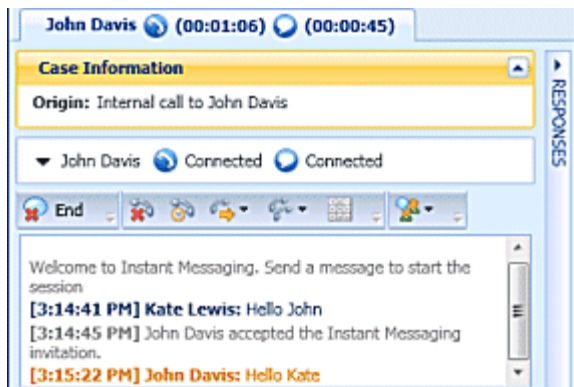 John Davis (00:01:06) (00:00:45)
Case Information
Origin: Internal call to John Davis
John Davis Connected Connected
End
Welcome to Instant Messaging. Send a message to start the
session
[3:14:41 PM] Kate Lewis: Hello John
[3:14:45 PM] John Davis accepted the Instant Messaging
invitation.
[3:15:22 PM] John Davis: Hello Kate
RESPONSES